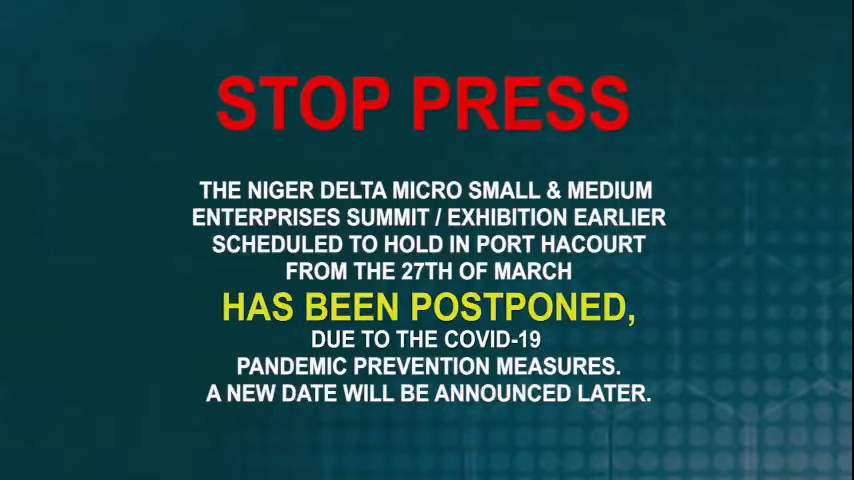 STOP PRESS
THE NIGER DELTA MICRO SMALL & MEDIUM
ENTERPRISES SUMMIT / EXHIBITION EARLIER
SCHEDULED TO HOLD IN PORT HACOURT
FROM THE 27TH OF MARCH
HAS BEEN POSTPONED,
DUE TO THE COVID-19
PANDEMIC PREVENTION MEASURES.
A NEW DATE WILL BE ANNOUNCED LATER.